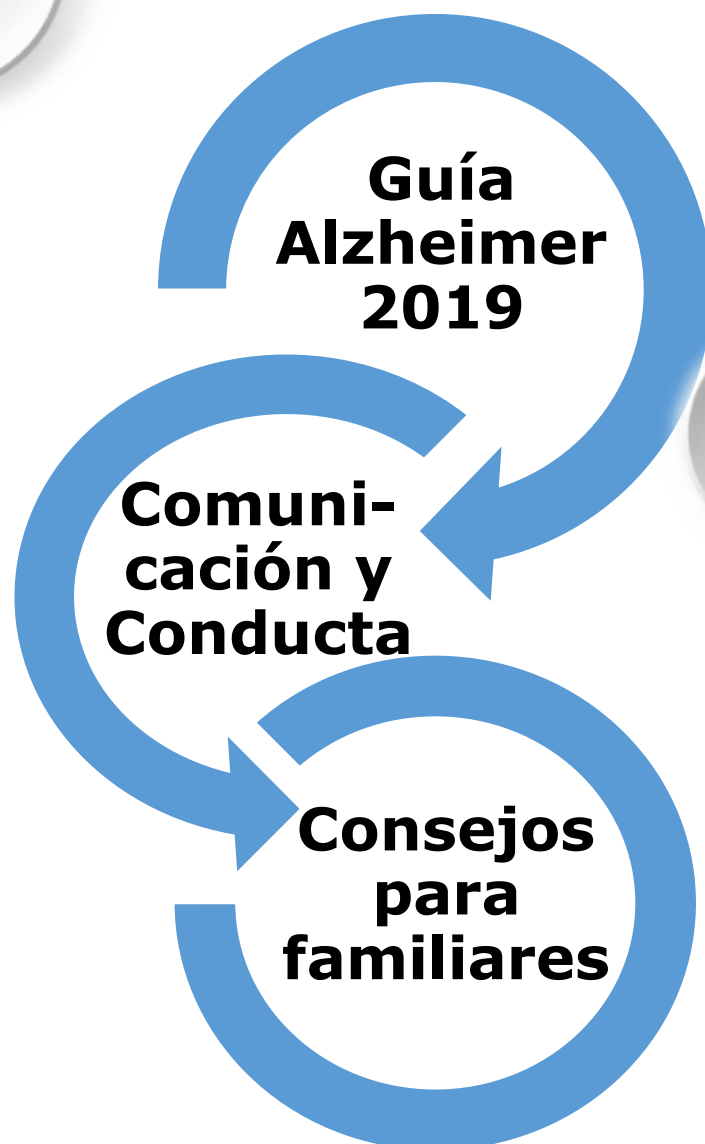 Guía
Alzheimer
2019
Comuni-
cación y
Conducta
Consejos
para
familiares